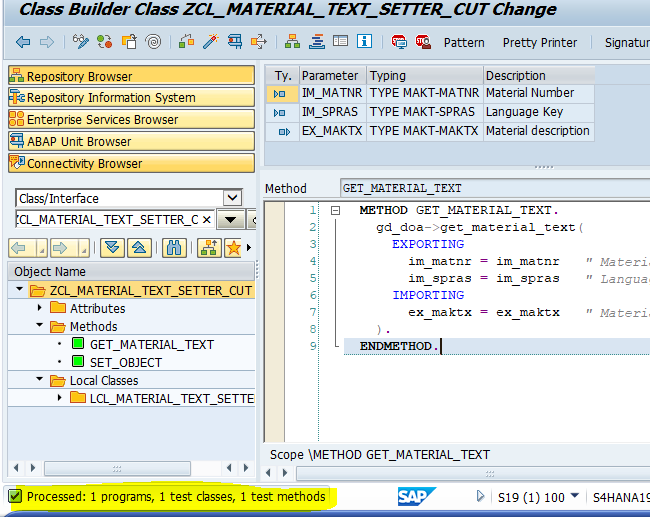 Class Builder Class ZCL_MATERIAL_TEXT_SETTER_CUT Change
Pattern Pretty Printer Signatur
Repository Browser
Repository Information System
Enterprise Services Browser
ABAP Unit Browser
Connectivity Browser
Class/Interface
ZCL_MATERIAL_TEXT_SETTER_C
Object Name
ZCL_MATERIAL_TEXT_SETTER_CUT
Attributes
Methods
GET_MATERIAL_TEXT
SET_OBJECT
Local Classes
LCL_MATERIAL_TEXT_SETTE
Ty. Parameter Typing Description
IM_MATNR TYPE MAKT-MATNR Material Number
IM_SPRAS TYPE MAKT-SPRAS Language Key
EX_MAKTX TYPE MAKT-MAKTX Material description
Method GET_MATERIAL_TEXT
1 METHOD GET_MATERIAL_TEXT.
2 gd_doa->get_material_text(
3 EXPORTING
4 im_matnr = im_matnr " Materia
5 im_spras = im_spras " Langua
6 IMPORTING
7 ex_maktx = ex_maktx " Materia
8 ).
9 ENDMETHOD.
Scope \METHOD GET_MATERIAL_TEXT
Processed: 1 programs, 1 test classes, 1 test methods
SAP
S19 (1) 100
S4HANA19